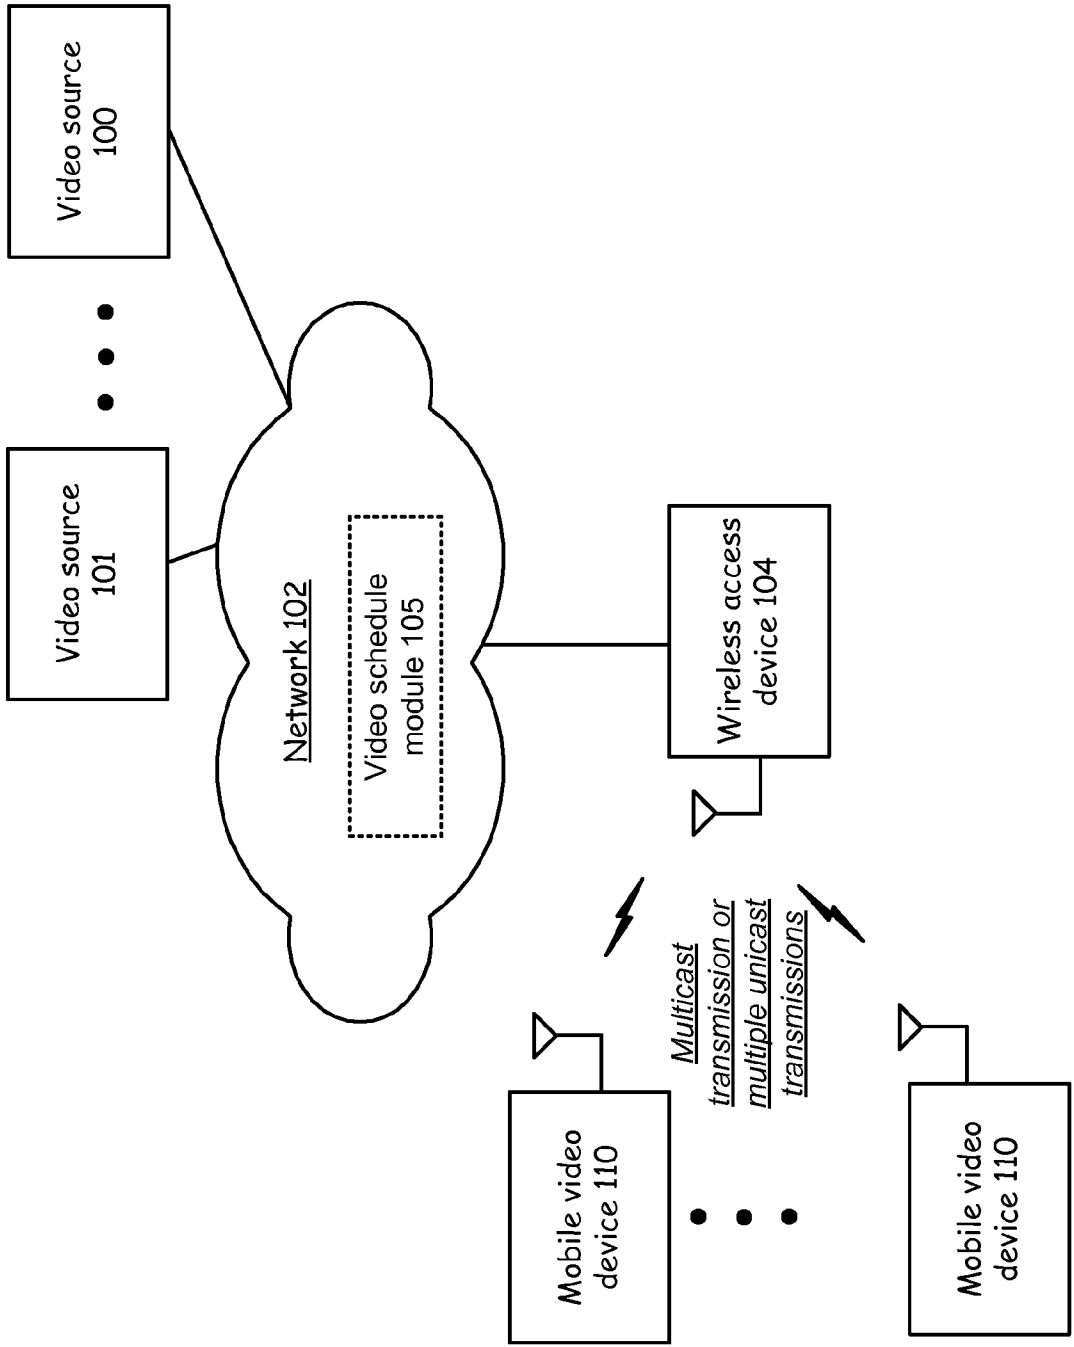 Video source
100
Video source
101
Network 102
Video schedule
module 105
Wireless access
device 104
Multicast
transmission or
multiple unicast
transmissions
Mobile video
device 110
Mobile video
device 110